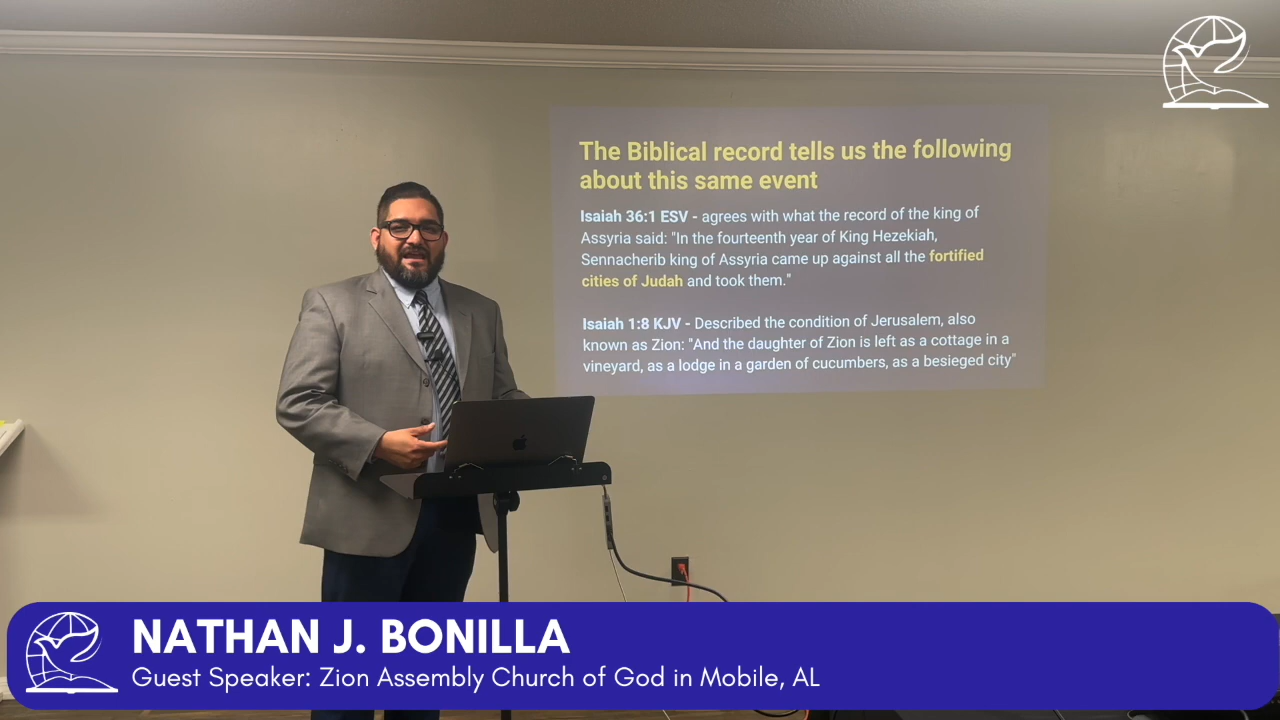 The Biblical record tells us the following
about this same event
Isaiah 36:1 ESV - agrees with what the record of the king of
Assyria said: "In the fourteenth year of King Hezekiah,
Sennacherib king of Assyria came up against all the fortified
cities of Judah and took them."
Isaiah 1:8 KJV - Described the condition of Jerusalem, also
known as Zion: "And the daughter of Zion is left as a cottage in a
vineyard, as a lodge in a garden of cucumbers, as a besieged city"
NATHAN J. BONILLA
Guest Speaker: Zion Assembly Church of God in Mobile, AL